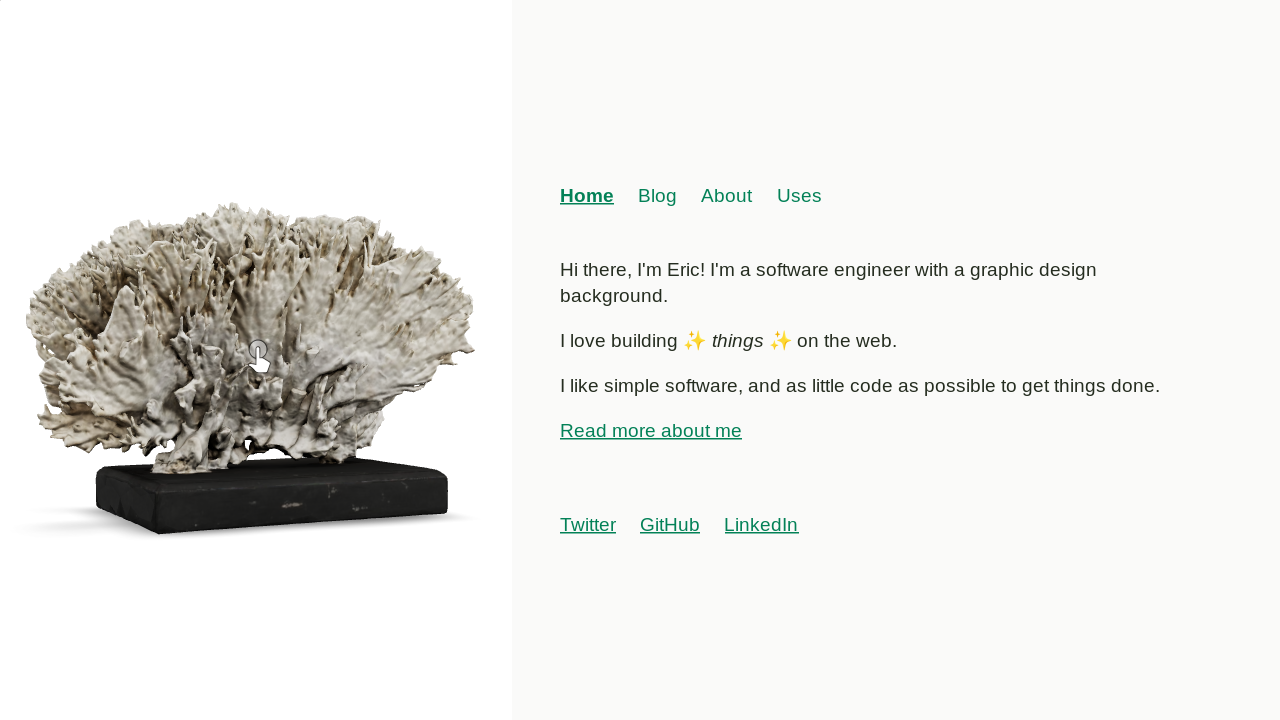 Home Blog About Uses
Hi there, I'm Eric! I'm a software engineer with a graphic design
background.
I love building ✨ things ✨ on the web.
I like simple software, and as little code as possible to get things done.
Read more about me
Twitter GitHub LinkedIn